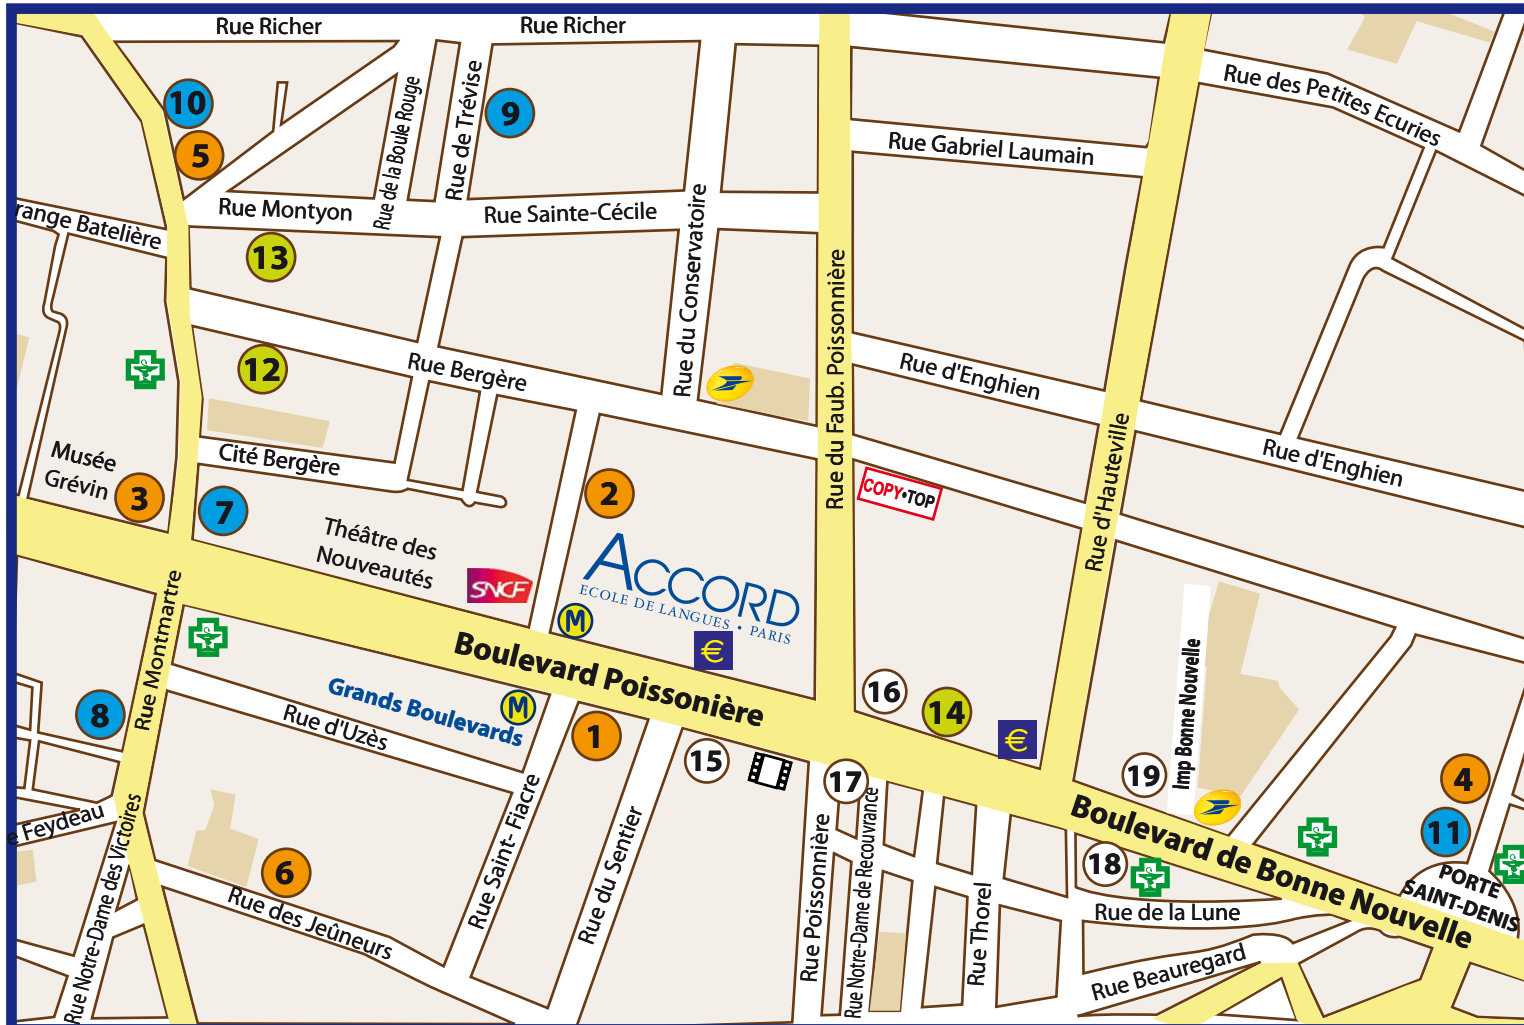 Rue Richer
Rue Richer
Rue des Petites Ecuries
10
9
5
Rue de la Boule Rouge
Rue de Trévise
Rue Gabriel Laumain
Rue Montyon
Rue Sainte-Cécile
range Batelière
13
Rue du Conservatoire
Rue du Faub. Poissonnière
12
Rue Bergère
Rue d'Enghien
Rue d'Enghien
Rue d'Hauteville
Cité Bergère
Musée
Grévin
3
7
2
COPY•TOP
Théâtre des
Nouveautés
SNCF
ACCORD
ECOLE DE LANGUES • PARIS
M
€
Boulevard Poissonière
Rue Montmartre
Grands Boulevards
M
8
Rue d'Uzès
1
15
16
14
€
17
19
Imp Bonne Nouvelle
4
11
Boulevard de Bonne Nouvelle
18
PORTE
SAINT-DENIS
e Feydeau
Rue Notre-Dame des Victoires
6
Rue des Jeûneurs
Rue Saint- Fiacre
Rue du Sentier
Rue Poissonnière
Rue Notre-Dame de Recouvrance
Rue Thorel
Rue de la Lune
Rue Beauregard